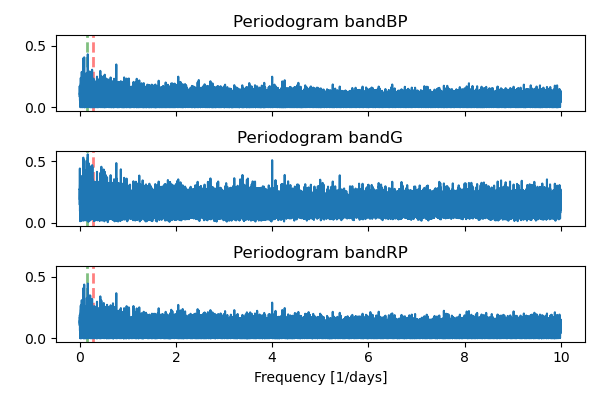 Periodogram bandBP
0.5
0.0
Periodogram bandG
0.5
0.0
Periodogram bandRP
0.5
0.0
0 2 4 6 8 10
Frequency [1/days]